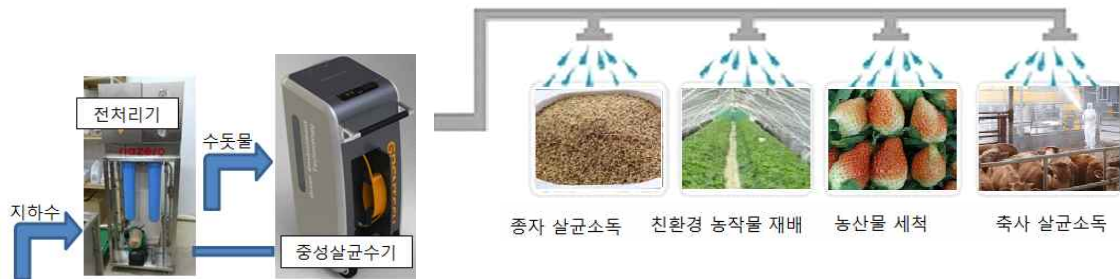 전처리기
수돗물
지하수
중성살균수기
종자 살균소독
친환경 농작물 재배
농산물 세척
축사 살균소독